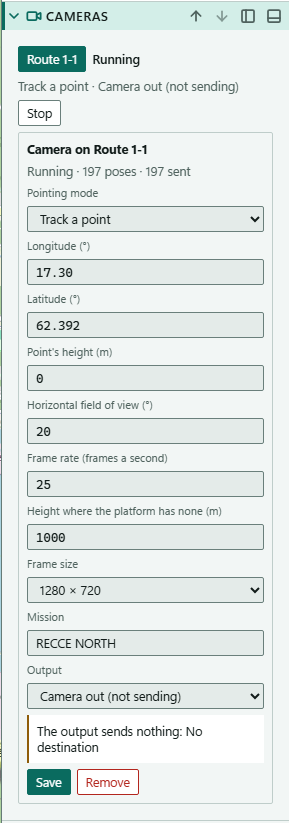 CAMERAS
Route 1-1 Running
Track a point · Camera out (not sending)
Stop
Camera on Route 1-1
Running · 197 poses · 197 sent
Pointing mode
Track a point
Longitude (°)
17.30
Latitude (°)
62.392
Point's height (m)
0
Horizontal field of view (°)
20
Frame rate (frames a second)
25
Height where the platform has none (m)
1000
Frame size
1280 × 720
Mission
RECCE NORTH
Output
Camera out (not sending)
The output sends nothing: No
destination
Save Remove